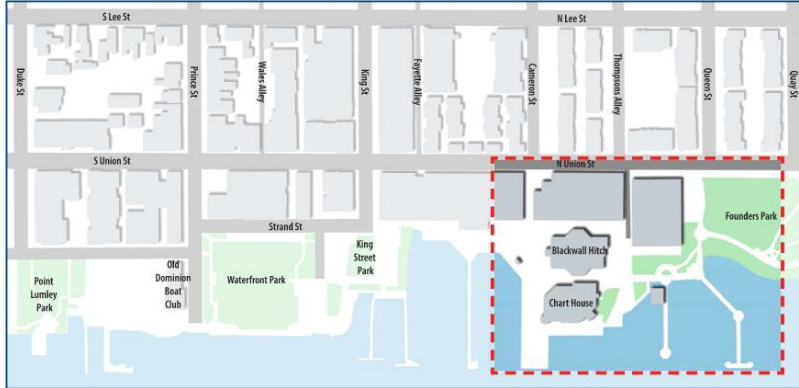 S Lee St
N Lee St
Duke St
Prince St
Wales Alley
King St
Fayette Alley
Cameron St
Thompsons Alley
Queen St
Quay St
S Union St
N Union St
Strand St
Founders Park
Blackwall Hitch
Chart House
King
Street
Park
Waterfront Park
Old
Dominion
Boat
Club
Point
Lumley
Park